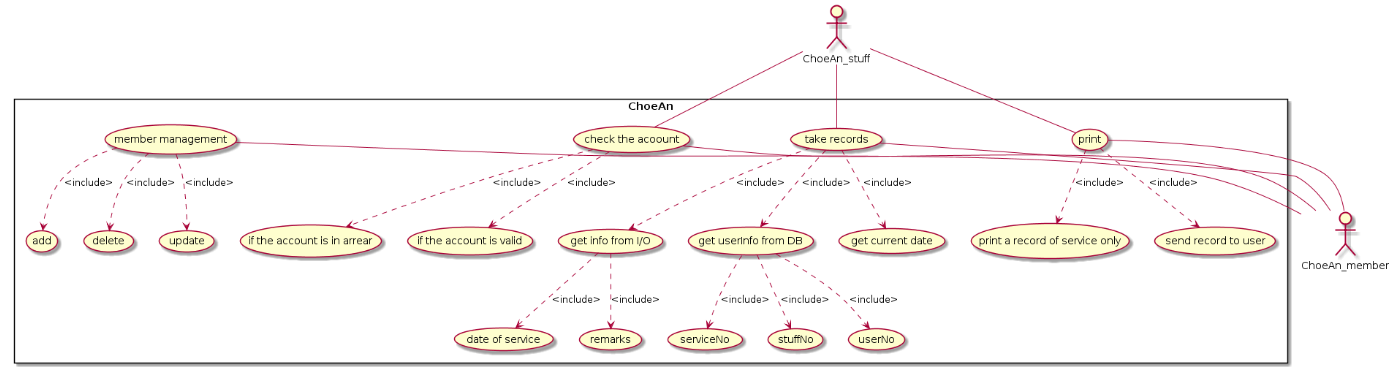 ChoeAn_stuff
ChoeAn
member management
check the account
take records
print
<include>
<include>
<include>
<include>
<include>
<include>
<include>
<include>
<include>
<include>
add
delete
update
if the account is in arrear
if the account is valid
get info from I/O
get userInfo from DB
get current date
print a record of service only
send record to user
ChoeAn_member
<include>
<include>
<include>
<include>
<include>
date of service
remarks
serviceNo
stuffNo
userNo